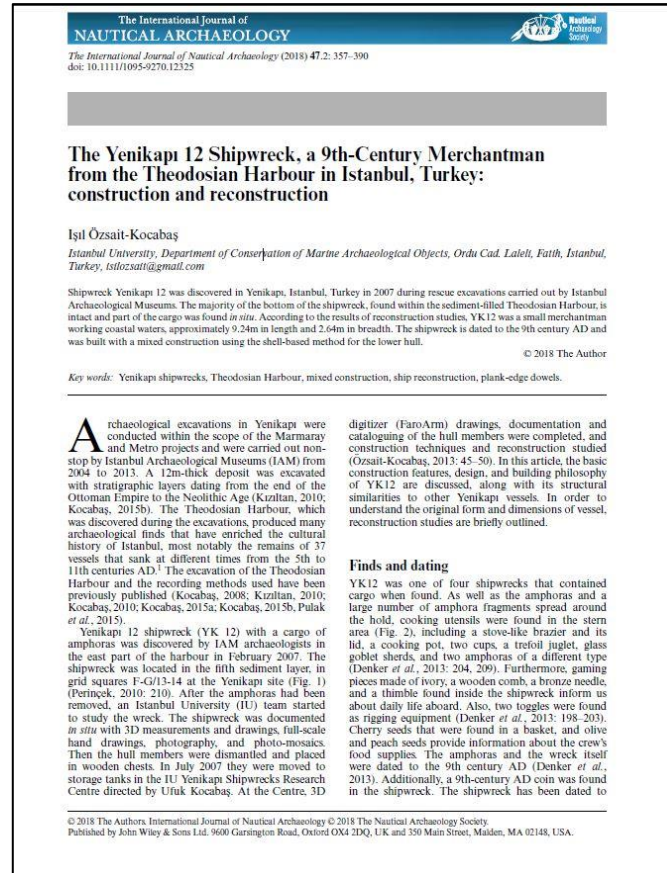 The International Journal of
NAUTICAL ARCHAEOLOGY
Nautical
Archaeology
Society
The International Journal of Nautical Archaeology (2018) 47.2: 357–390
doi: 10.1111/1095-9270.12325
The Yenikapı 12 Shipwreck, a 9th-Century Merchantman
from the Theodosian Harbour in Istanbul, Turkey:
construction and reconstruction
Işıl Özsait-Kocabaş
Istanbul University, Department of Conservation of Marine Archaeological Objects, Ordu Cad. Laleli, Fatih, İstanbul,
Turkey, isilozsait@gmail.com
Shipwreck Yenikapı 12 was discovered in Yenikapı, Istanbul, Turkey in 2007 during rescue excavations carried out by Istanbul
Archaeological Museums. The majority of the bottom of the shipwreck, found within the sediment-filled Theodosian Harbour, is
intact and part of the cargo was found in situ. According to the results of reconstruction studies, YK12 was a small merchantman
working coastal waters, approximately 9.24m in length and 2.64m in breadth. The shipwreck is dated to the 9th century AD and
was built with a mixed construction using the shell-based method for the lower hull.
© 2018 The Author
Key words: Yenikapı shipwrecks, Theodosian Harbour, mixed construction, ship reconstruction, plank-edge dowels.
Archaeological excavations in Yenikapı were
conducted within the scope of the Marmaray
and Metro projects and were carried out non-
stop by Istanbul Archaeological Museums (IAM) from
2004 to 2013. A 12m-thick deposit was excavated
with stratigraphic layers dating from the end of the
Ottoman Empire to the Neolithic Age (Kızıltan, 2010;
Kocabaş, 2015b). The Theodosian Harbour, which
was discovered during the excavations, produced many
archaeological finds that have enriched the cultural
history of Istanbul, most notably the remains of 37
vessels that sank at different times from the 5th to
11th centuries AD.1 The excavation of the Theodosian
Harbour and the recording methods used have been
previously published (Kocabaş, 2008; Kızıltan, 2010;
Kocabaş, 2010; Kocabaş, 2015a; Kocabaş, 2015b, Pulak
et al., 2015).
Yenikapı 12 shipwreck (YK 12) with a cargo of
amphoras was discovered by IAM archaeologists in
the east part of the harbour in February 2007. The
shipwreck was located in the fifth sediment layer, in
grid squares F-G/13-14 at the Yenikapı site (Fig. 1)
(Perinçek, 2010: 210). After the amphoras had been
removed, an Istanbul University (IU) team started
to study the wreck. The shipwreck was documented
in situ with 3D measurements and drawings, full-scale
hand drawings, photography, and photo-mosaics.
Then the hull members were dismantled and placed
in wooden chests. In July 2007 they were moved to
storage tanks in the IU Yenikapı Shipwrecks Research
Centre directed by Ufuk Kocabaş. At the Centre, 3D
digitizer (FaroArm) drawings, documentation and
cataloguing of the hull members were completed, and
construction techniques and reconstruction studied
(Özsait-Kocabaş, 2013: 45–50). In this article, the basic
construction features, design, and building philosophy
of YK12 are discussed, along with its structural
similarities to other Yenikapı vessels. In order to
understand the original form and dimensions of vessel,
reconstruction studies are briefly outlined.
Finds and dating
YK12 was one of four shipwrecks that contained
cargo when found. As well as the amphoras and a
large number of amphora fragments spread around
the hold, cooking utensils were found in the stern
area (Fig. 2), including a stove-like brazier and its
lid, a cooking pot, two cups, a trefoil juglet, glass
goblet sherds, and two amphoras of a different type
(Denker et al., 2013: 204, 209). Furthermore, gaming
pieces made of ivory, a wooden comb, a bronze needle,
and a thimble found inside the shipwreck inform us
about daily life aboard. Also, two toggles were found
as rigging equipment (Denker et al., 2013: 198–203).
Cherry seeds that were found in a basket, and olive
and peach seeds provide information about the crew's
food supplies. The amphoras and the wreck itself
were dated to the 9th century AD (Denker et al.,
2013). Additionally, a 9th-century AD coin was found
in the shipwreck. The shipwreck has been dated to
© 2018 The Authors. International Journal of Nautical Archaeology © 2018 The Nautical Archaeology Society.
Published by John Wiley & Sons Ltd. 9600 Garsington Road, Oxford OX4 2DQ, UK and 350 Main Street, Malden, MA 02148, USA.